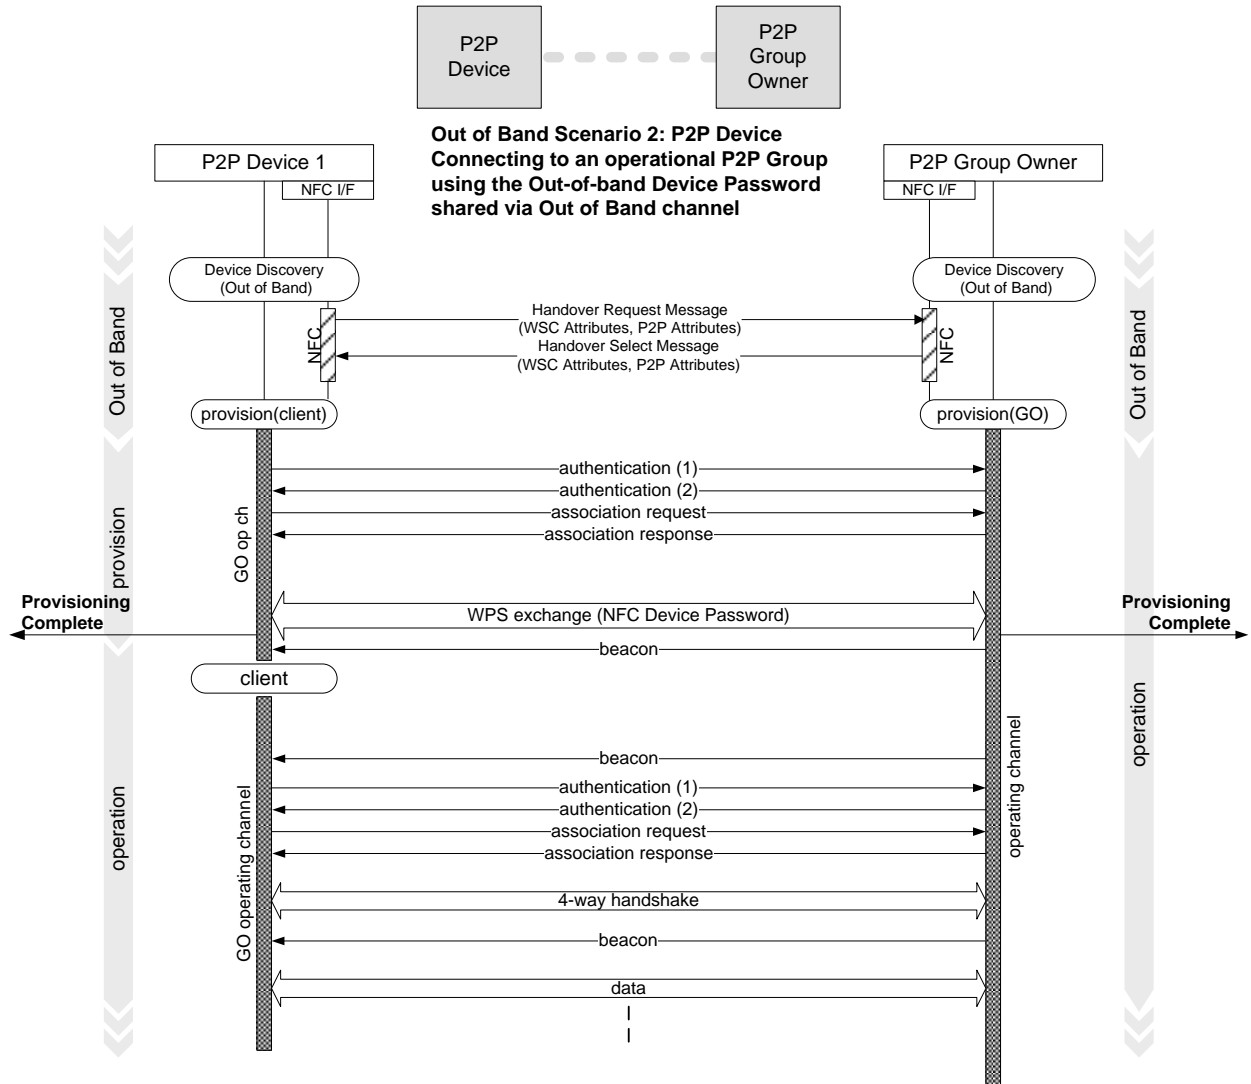 P2P
Device
P2P
Group
Owner
Out of Band Scenario 2: P2P Device
Connecting to an operational P2P Group
using the Out-of-band Device Password
shared via Out of Band channel
P2P Device 1
NFC I/F
P2P Group Owner
NFC I/F
Device Discovery
(Out of Band)
Device Discovery
(Out of Band)
Out of Band
NFC
Handover Request Message
(WSC Attributes, P2P Attributes)
Handover Select Message
(WSC Attributes, P2P Attributes)
NFC
Out of Band
provision(client)
provision(GO)
authentication (1)
authentication (2)
association request
association response
provision
GO op ch
WPS exchange (NFC Device Password)
Provisioning
Complete
Provisioning
Complete
beacon
client
operation
operating channel
beacon
authentication (1)
authentication (2)
association request
association response
operation
GO operating channel
4-way handshake
beacon
data